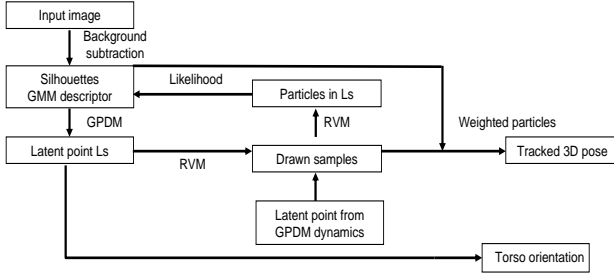 Input image
Background
subtraction
Silhouettes
GMM descriptor
Likelihood
Particles in Ls
GPDM
RVM
Weighted particles
Latent point Ls
RVM
Drawn samples
Tracked 3D pose
Latent point from
GPDM dynamics
Torso orientation